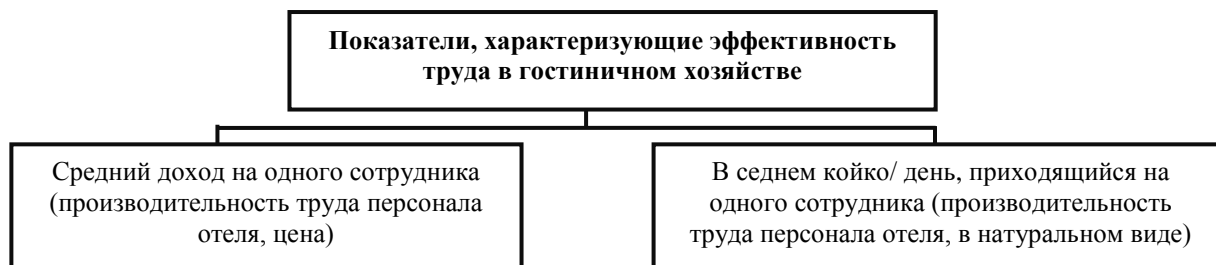 Показатели, характеризующие эффективность
труда в гостиничном хозяйстве
Средний доход на одного сотрудника
(производительность труда персонала
отеля, цена)
В седнем койко/ день, приходящийся на
одного сотрудника (производительность
труда персонала отеля, в натуральном виде)